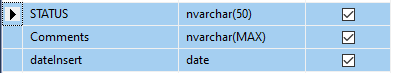 STATUS nvarchar(50)
Comments nvarchar(MAX)
dateInsert date